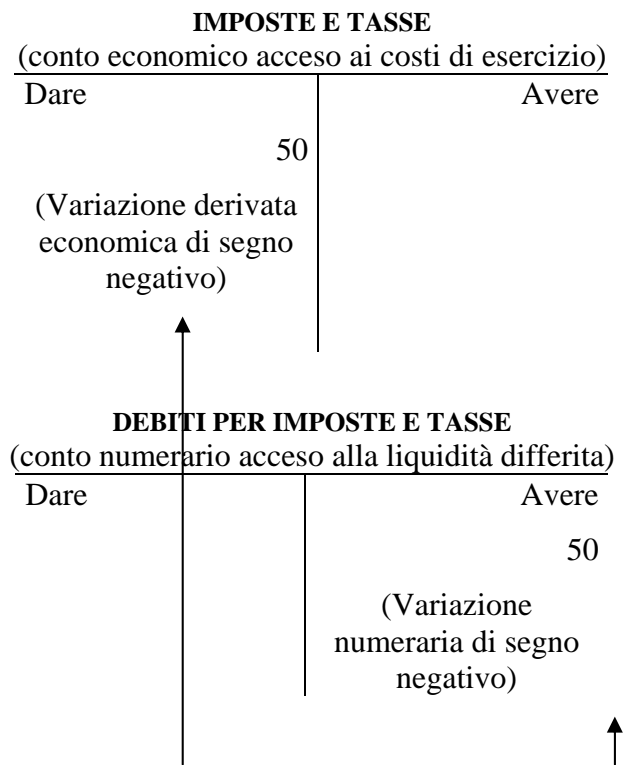 IMPOSTE E TASSE
(conto economico acceso ai costi di esercizio)
Dare Avere
50
(Variazione derivata
economica di segno
negativo)
DEBITI PER IMPOSTE E TASSE
(conto numerario acceso alla liquidità differita)
Dare Avere
50
(Variazione
numeraria di segno
negativo)